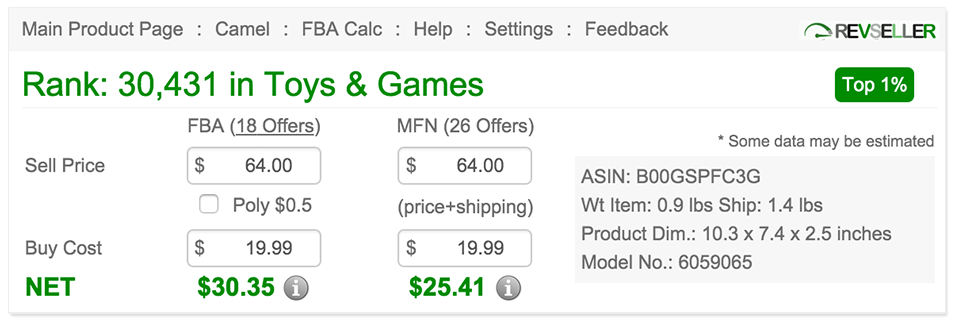 Main Product Page : Camel : FBA Calc : Help : Settings : Feedback REVSELLER
Rank: 30,431 in Toys & Games Top 1%
FBA (18 Offers) MFN (26 Offers)
* Some data may be estimated
Sell Price $ 64.00 $ 64.00
ASIN: B00GSPFC3G
Poly $0.5 (price+shipping)
Wt Item: 0.9 lbs Ship: 1.4 lbs
Product Dim.: 10.3 x 7.4 x 2.5 inches
Buy Cost $ 19.99 $ 19.99
Model No.: 6059065
NET $30.35 i $25.41 i